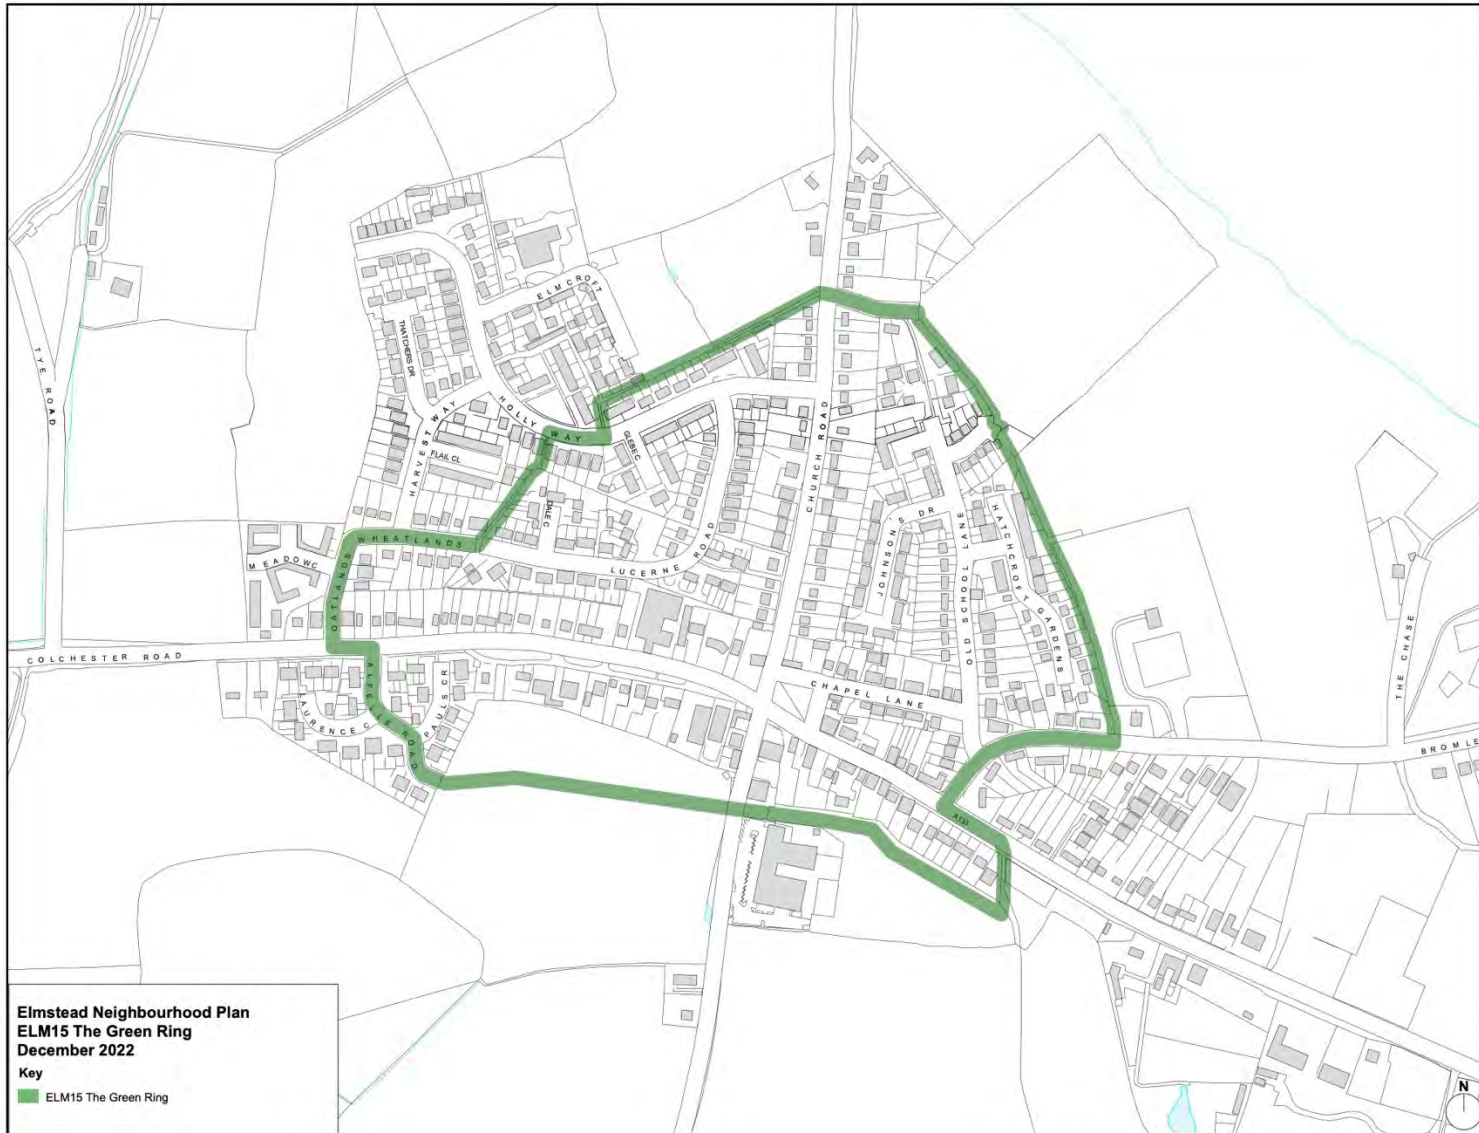 ELMCROFT
THATCHERS DR
TYE ROAD
HARVEST WAY
HOLLY WAY
FLAIL CL
GLEBE C
DALE C
CHURCH ROAD
WHEATLANDS
OATLANDS
MEADOW C
LUCERNE ROAD
JOHNSON'S DR
OLD SCHOOL LANE
HATCHCROFT GARDENS
COLCHESTER ROAD
ALFELLS ROAD
LAURENCE C
PAULS CR
CHAPEL LANE
THE CHASE
BROMLE
A133
Elmstead Neighbourhood Plan
ELM15 The Green Ring
December 2022
Key
ELM15 The Green Ring
N